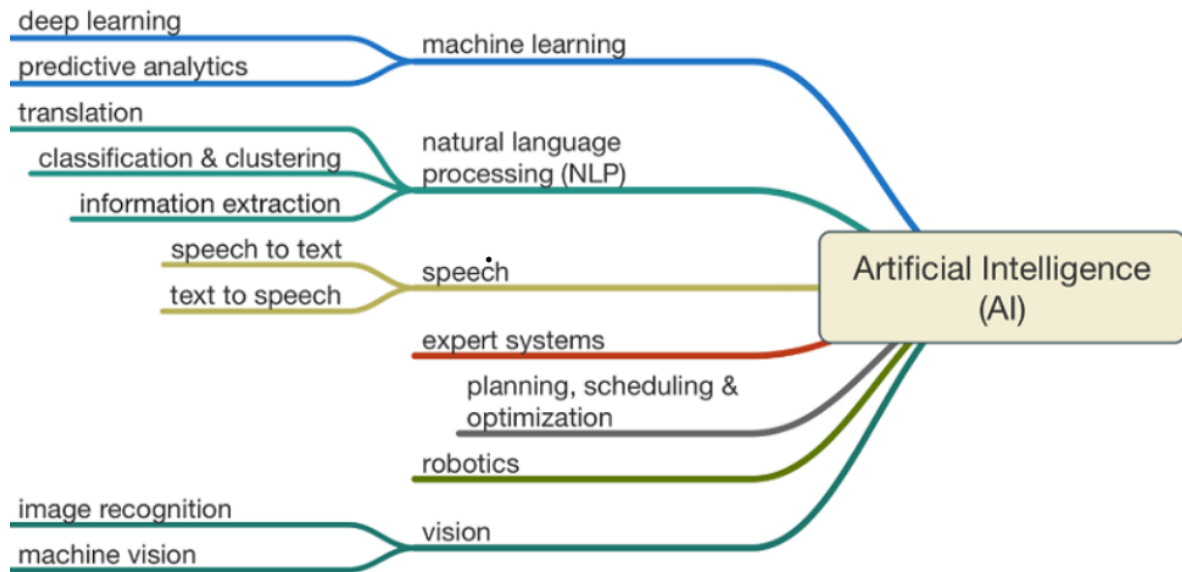 deep learning
predictive analytics
machine learning
translation
classification & clustering
information extraction
natural language
processing (NLP)
speech to text
text to speech
speech
expert systems
planning, scheduling &
optimization
robotics
image recognition
machine vision
vision
Artificial Intelligence
(AI)